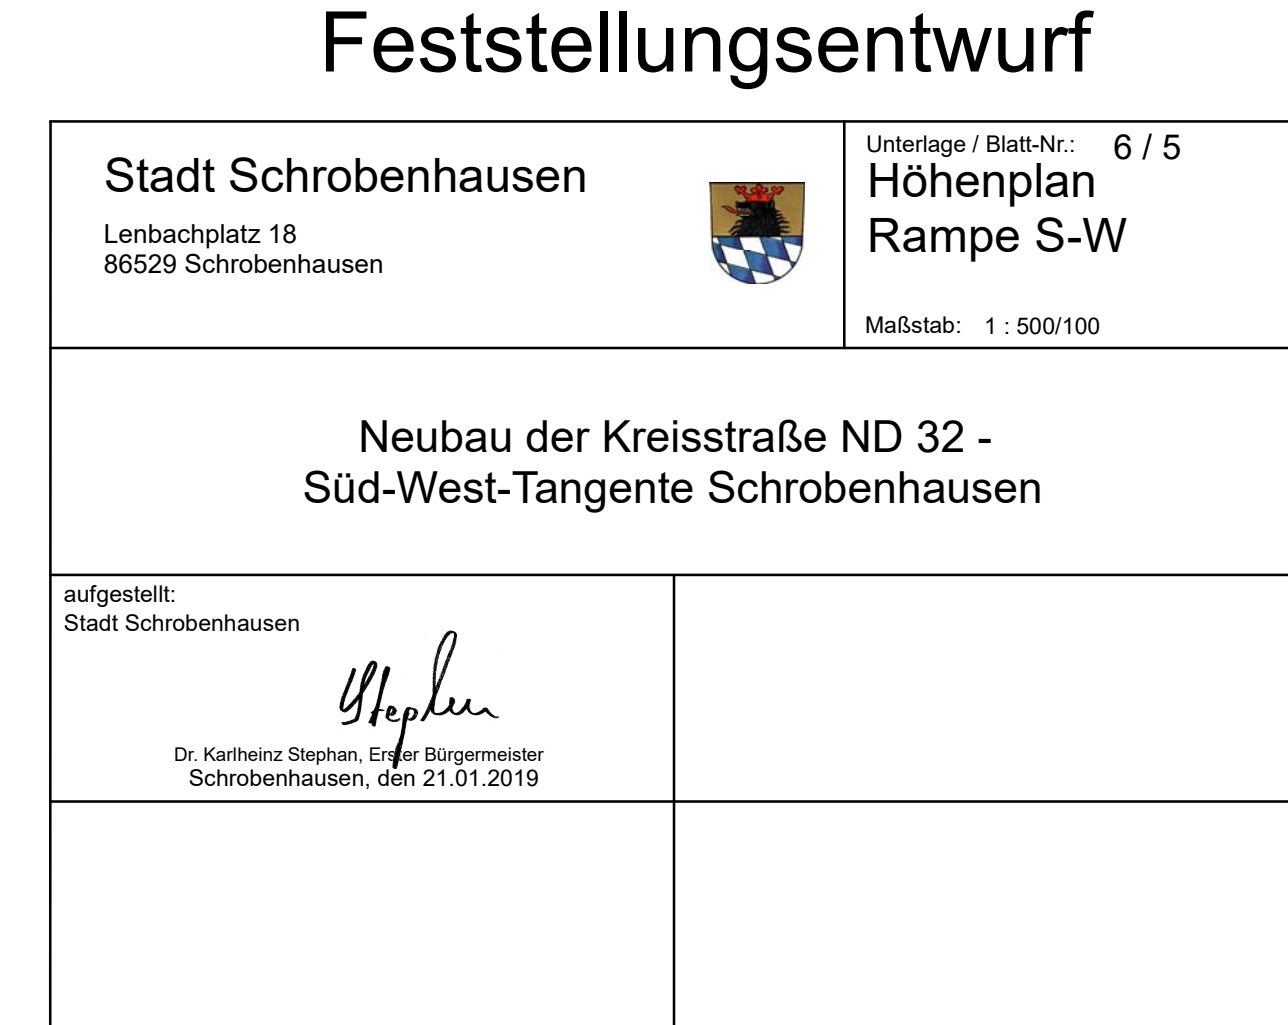 Feststellungsentwurf
Stadt Schrobenhausen
Lenbachplatz 18
86529 Schrobenhausen
Unterlage / Blatt-Nr.: 6 / 5
Höhenplan
Rampe S-W
Maßstab: 1 : 500/100
Neubau der Kreisstraße ND 32 -
Süd-West-Tangente Schrobenhausen
aufgestellt:
Stadt Schrobenhausen
Stephan
Dr. Karlheinz Stephan, Erster Bürgermeister
Schrobenhausen, den 21.01.2019